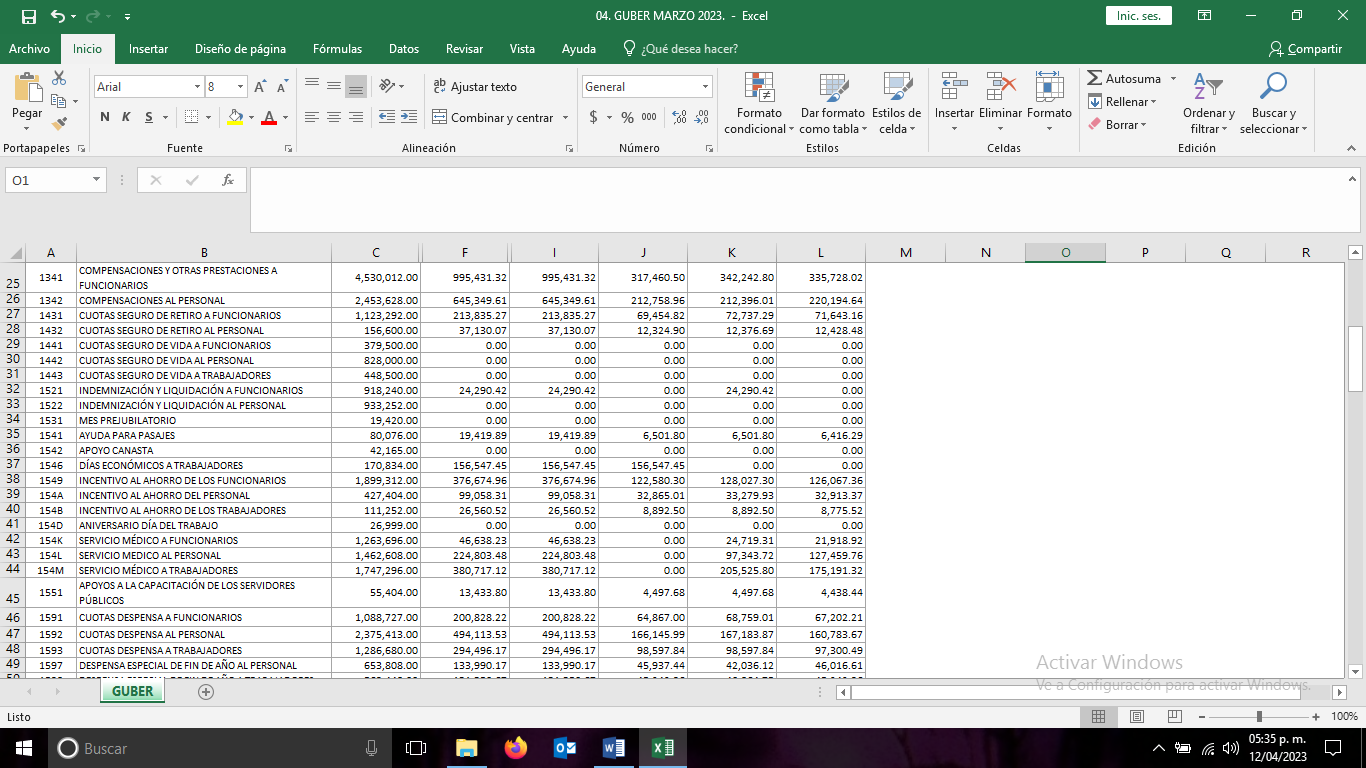 04. GUBER MARZO 2023. - Excel
Inic. ses.
Archivo Inicio Insertar Diseño de página Fórmulas Datos Revisar Vista Ayuda ¿Qué desea hacer? Compartir
Pegar
Arial 8
Ajustar texto
General
Formato condicional
Dar formato como tabla
Estilos de celda
Insertar Eliminar Formato
Autosuma
Rellenar
Borrar
Ordenar y filtrar
Buscar y seleccionar
N K S
Combinar y centrar
$ % 000
Portapapeles Fuente Alineación Número Estilos Celdas Edición
O1 fx
A B C F I J K L M N O P Q R
25 1341 COMPENSACIONES Y OTRAS PRESTACIONES A FUNCIONARIOS 4,530,012.00 995,431.32 995,431.32 317,460.50 342,242.80 335,728.02
26 1342 COMPENSACIONES AL PERSONAL 2,453,628.00 645,349.61 645,349.61 212,758.96 212,396.01 220,194.64
27 1431 CUOTAS SEGURO DE RETIRO A FUNCIONARIOS 1,123,292.00 213,835.27 213,835.27 69,454.82 72,737.29 71,643.16
28 1432 CUOTAS SEGURO DE RETIRO AL PERSONAL 156,600.00 37,130.07 37,130.07 12,324.90 12,376.69 12,428.48
29 1441 CUOTAS SEGURO DE VIDA A FUNCIONARIOS 379,500.00 0.00 0.00 0.00 0.00 0.00
30 1442 CUOTAS SEGURO DE VIDA AL PERSONAL 828,000.00 0.00 0.00 0.00 0.00 0.00
31 1443 CUOTAS SEGURO DE VIDA A TRABAJADORES 448,500.00 0.00 0.00 0.00 0.00 0.00
32 1521 INDEMNIZACIÓN Y LIQUIDACIÓN A FUNCIONARIOS 918,240.00 24,290.42 24,290.42 0.00 24,290.42 0.00
33 1522 INDEMNIZACIÓN Y LIQUIDACIÓN AL PERSONAL 933,252.00 0.00 0.00 0.00 0.00 0.00
34 1531 MES PREJUBILATORIO 19,420.00 0.00 0.00 0.00 0.00 0.00
35 1541 AYUDA PARA PASAJES 80,076.00 19,419.89 19,419.89 6,501.80 6,501.80 6,416.29
36 1542 APOYO CANASTA 42,165.00 0.00 0.00 0.00 0.00 0.00
37 1546 DÍAS ECONÓMICOS A TRABAJADORES 170,834.00 156,547.45 156,547.45 156,547.45 0.00 0.00
38 1549 INCENTIVO AL AHORRO DE LOS FUNCIONARIOS 1,899,312.00 376,674.96 376,674.96 122,580.30 128,027.30 126,067.36
39 154A INCENTIVO AL AHORRO DEL PERSONAL 427,404.00 99,058.31 99,058.31 32,865.01 33,279.93 32,913.37
40 154B INCENTIVO AL AHORRO DE LOS TRABAJADORES 111,252.00 26,560.52 26,560.52 8,892.50 8,892.50 8,775.52
41 154D ANIVERSARIO DÍA DEL TRABAJO 26,999.00 0.00 0.00 0.00 0.00 0.00
42 154K SERVICIO MÉDICO A FUNCIONARIOS 1,263,696.00 46,638.23 46,638.23 0.00 24,719.31 21,918.92
43 154L SERVICIO MEDICO AL PERSONAL 1,462,608.00 224,803.48 224,803.48 0.00 97,343.72 127,459.76
44 154M SERVICIO MÉDICO A TRABAJADORES 1,747,296.00 380,717.12 380,717.12 0.00 205,525.80 175,191.32
45 1551 APOYOS A LA CAPACITACIÓN DE LOS SERVIDORES PÚBLICOS 55,404.00 13,433.80 13,433.80 4,497.68 4,497.68 4,438.44
46 1591 CUOTAS DESPENSA A FUNCIONARIOS 1,088,727.00 200,828.22 200,828.22 64,867.00 68,759.01 67,202.21
47 1592 CUOTAS DESPENSA AL PERSONAL 2,375,413.00 494,113.53 494,113.53 166,145.99 167,183.87 160,783.67
48 1593 CUOTAS DESPENSA A TRABAJADORES 1,286,680.00 294,496.17 294,496.17 98,597.84 98,597.84 97,300.49
49 1597 DESPENSA ESPECIAL DE FIN DE AÑO AL PERSONAL 653,808.00 133,990.17 133,990.17 45,937.44 42,036.12 46,016.61
Activar Windows
Ve a Configuración para activar Windows.
GUBER
Listo 100%
Buscar
05:35 p. m.
12/04/2023